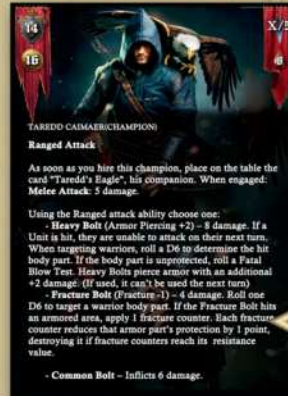 14
X/5
16
6
TAREDD CAIMAER(CHAMPION)
Ranged Attack
As soon as you hire this champion, place on the table the
card "Taredd's Eagle", his companion. When engaged:
Melee Attack: 5 damage.
Using the Ranged attack ability choose one:
- Heavy Bolt (Armor Piercing +2) – 8 damage. If a
Unit is hit, they are unable to attack on their next turn.
When targeting warriors, roll a D6 to determine the hit
body part. If the body part is unprotected, roll a Fatal
Blow Test. Heavy Bolts pierce armor with an additional
+2 damage. (If used, it can't be used the next turn)
- Fracture Bolt (Fracture -1) – 4 damage. Roll one
D6 to target a warrior body part. If the Fracture Bolt hits
an armored area, apply 1 fracture counter. Each fracture
counter reduces that armor part's protection by 1 point,
destroying it if fracture counters reach its resistance
value.
- Common Bolt – Inflicts 6 damage.